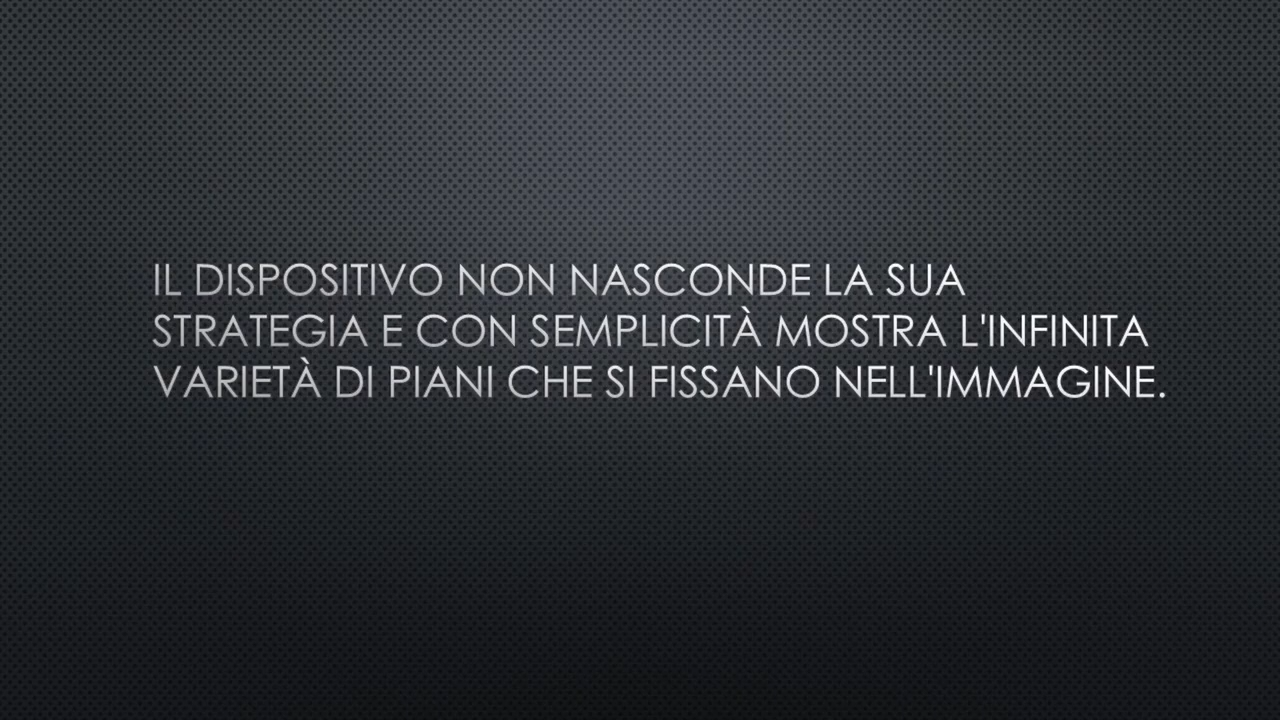 IL DISPOSITIVO NON NASCONDE LA SUA
STRATEGIA E CON SEMPLICITÀ MOSTRA L'INFINITA
VARIETÀ DI PIANI CHE SI FISSANO NELL'IMMAGINE.